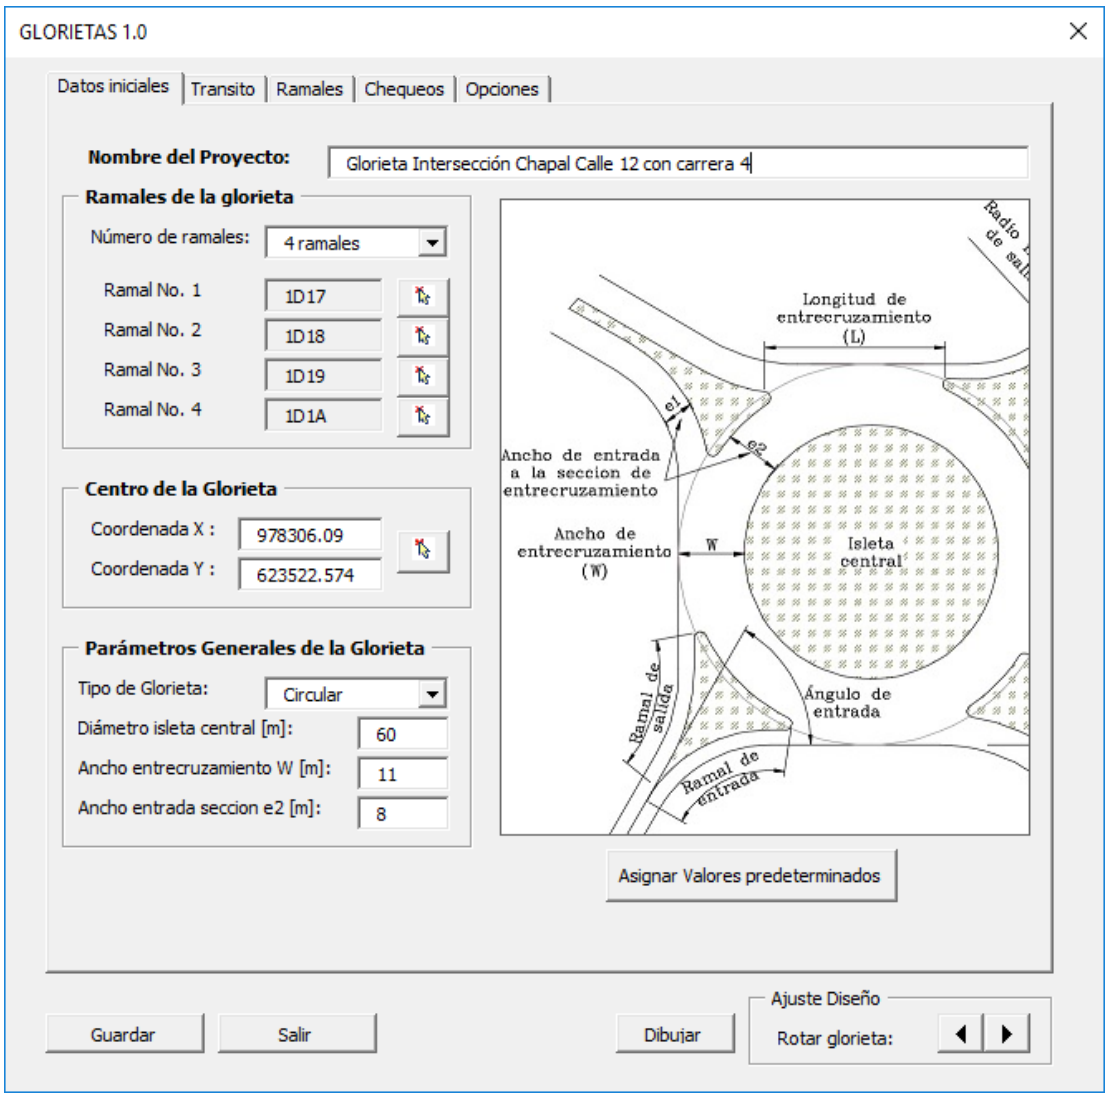 GLORIETAS 1.0
Datos iniciales
Transito
Ramales
Chequeos
Opciones
Nombre del Proyecto:
Glorieta Intersección Chapal Calle 12 con carrera 4
Ramales de la glorieta
Número de ramales:
4 ramales
Ramal No. 1
1D17
Ramal No. 2
1D18
Ramal No. 3
1D19
Ramal No. 4
1D1A
Centro de la Glorieta
Coordenada X :
978306.09
Coordenada Y :
623522.574
Parámetros Generales de la Glorieta
Tipo de Glorieta:
Circular
Diámetro isleta central [m]:
60
Ancho entrecruzamiento W [m]:
11
Ancho entrada seccion e2 [m]:
8
Radio
de sal
Longitud de
entrecruzamiento
(L)
e1
e2
Ancho de entrada
a la seccion de
entrecruzamiento
Ancho de
entrecruzamiento
(W)
W
Isleta
central
Ramal de
salida
Ángulo de
entrada
Ramal de
entrada
Asignar Valores predeterminados
Guardar
Salir
Dibujar
Ajuste Diseño
Rotar glorieta: